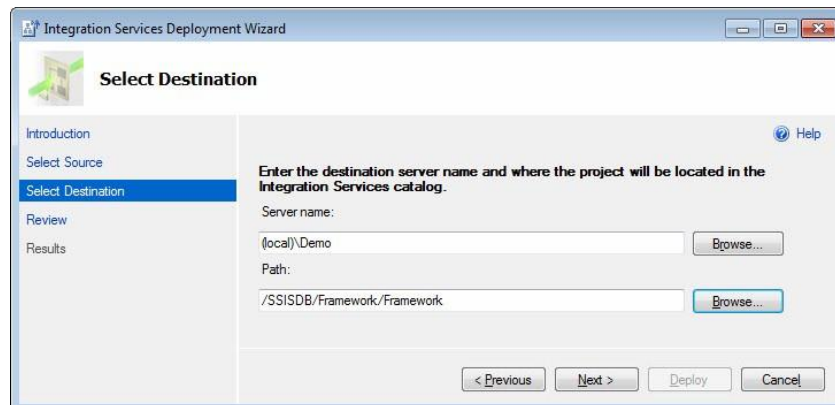 Integration Services Deployment Wizard
Select Destination
Introduction
Select Source
Select Destination
Review
Results
Help
Enter the destination server name and where the project will be located in the
Integration Services catalog.
Server name:
(local)\Demo
Browse...
Path:
/SSISDB/Framework/Framework
Browse...
< Previous
Next >
Deploy
Cancel